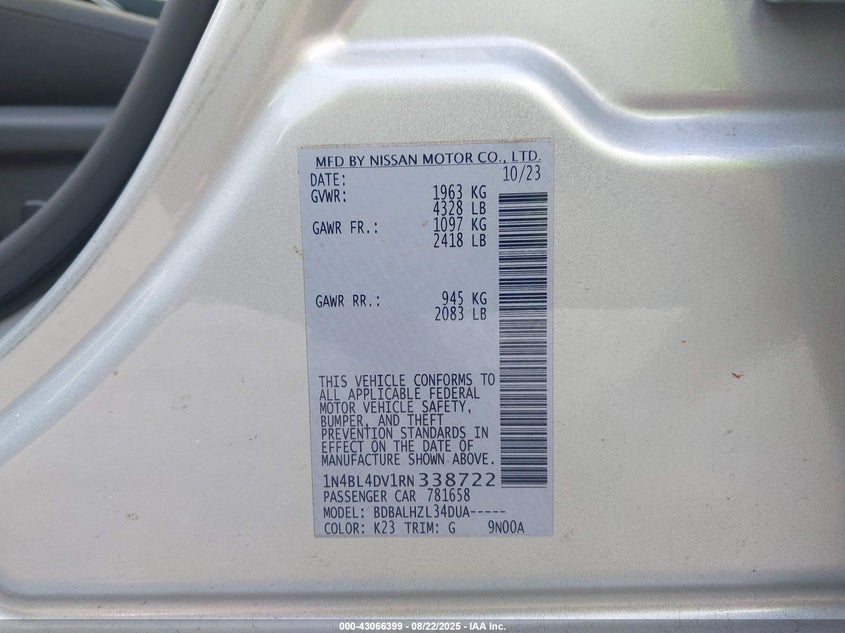 MFD BY NISSAN MOTOR CO., LTD.
DATE: 10/23
GVWR: 1963 KG
4328 LB
GAWR FR.: 1097 KG
2418 LB
GAWR RR.: 945 KG
2083 LB
THIS VEHICLE CONFORMS TO
ALL APPLICABLE FEDERAL
MOTOR VEHICLE SAFETY,
BUMPER, AND THEFT
PREVENTION STANDARDS IN
EFFECT ON THE DATE OF
MANUFACTURE SHOWN ABOVE.
1N4BL4DV1RN338722
PASSENGER CAR 781658
MODEL: BDBALHZL34DUA-----
COLOR: K23 TRIM: G 9N00A
000-43066399 - 08/22/2025 - IAA Inc.